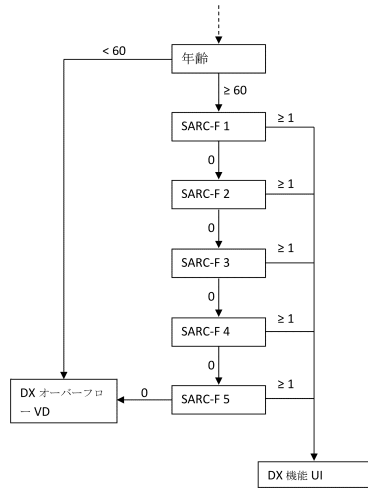 < 60
年齢
≥ 60
SARC-F 1
≥ 1
0
SARC-F 2
≥ 1
0
SARC-F 3
≥ 1
0
SARC-F 4
≥ 1
0
DX オーバーフロ
ー VD
0
SARC-F 5
≥ 1
DX 機能 UI